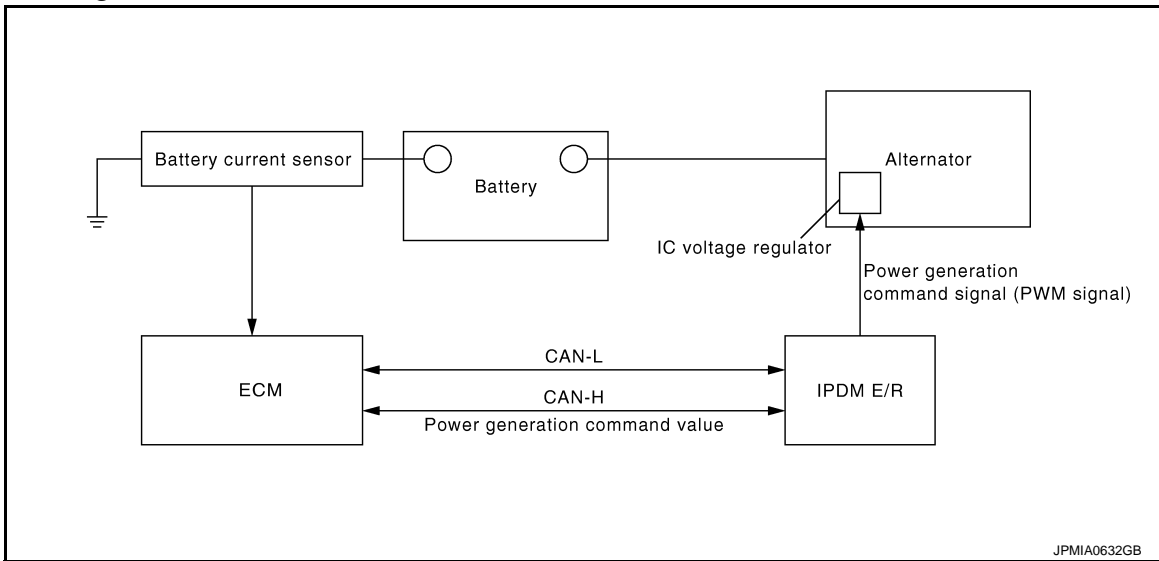 Battery current sensor
Battery
Alternator
IC voltage regulator
Power generation
command signal (PWM signal)
ECM
CAN-L
CAN-H
Power generation command value
IPDM E/R
JPMIA0632GB